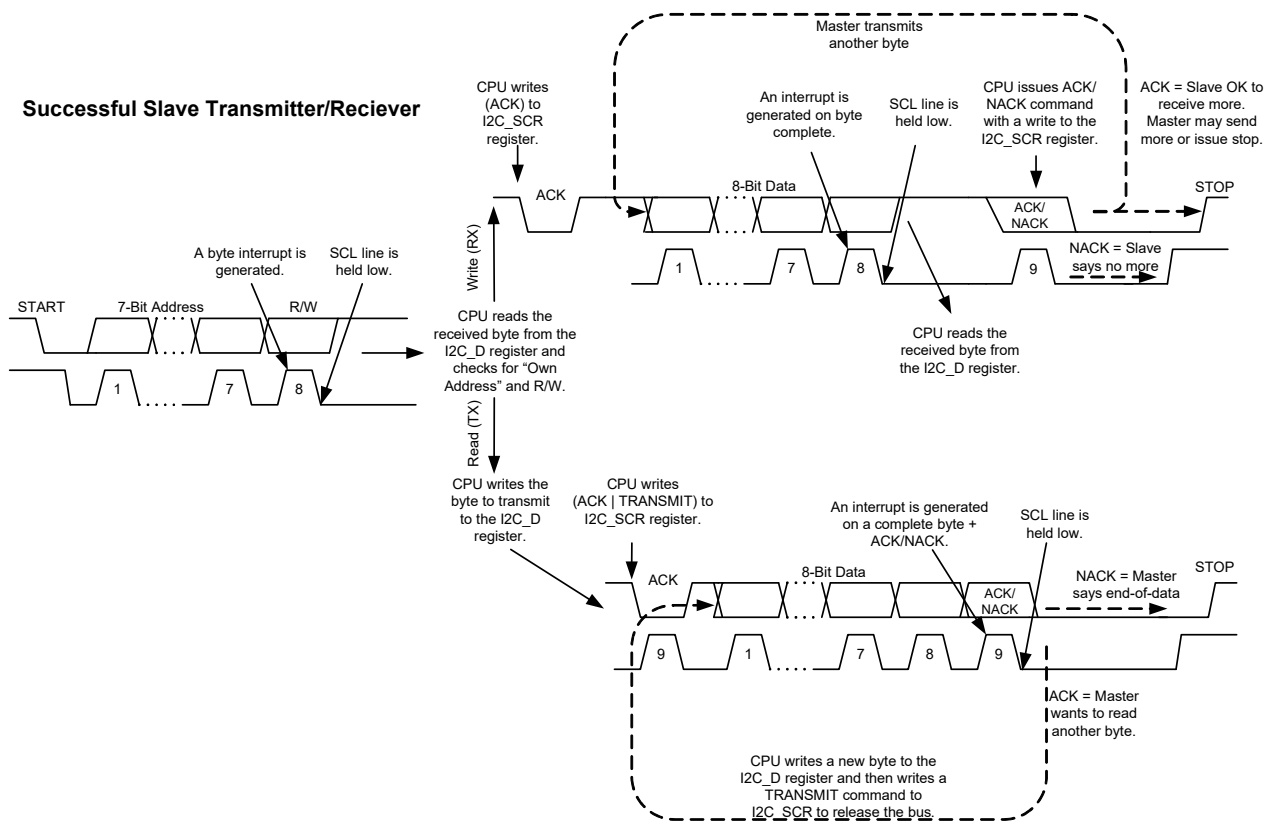 Master transmits
another byte
Successful Slave Transmitter/Reciever
CPU writes
(ACK) to
I2C_SCR
register.
An interrupt is
generated on byte
complete.
SCL line is
held low.
CPU issues ACK/
NACK command
with a write to the
I2C_SCR register.
ACK = Slave OK to
receive more.
Master may send
more or issue stop.
ACK
8-Bit Data
ACK/
NACK
STOP
1
7
8
9
NACK = Slave
says no more
Write (RX)
CPU reads the
received byte from
the I2C_D register.
A byte interrupt is
generated.
SCL line is
held low.
START
7-Bit Address
R/W
1
7
8
CPU reads the
received byte from the
I2C_D register and
checks for “Own
Address” and R/W.
Read (TX)
CPU writes the
byte to transmit
to the I2C_D
register.
CPU writes
(ACK | TRANSMIT) to
I2C_SCR register.
An interrupt is generated
on a complete byte +
ACK/NACK.
SCL line is
held low.
ACK
8-Bit Data
ACK/
NACK
NACK = Master
says end-of-data
STOP
9
1
7
8
9
ACK = Master
wants to read
another byte.
CPU writes a new byte to the
I2C_D register and then writes a
TRANSMIT command to
I2C_SCR to release the bus.